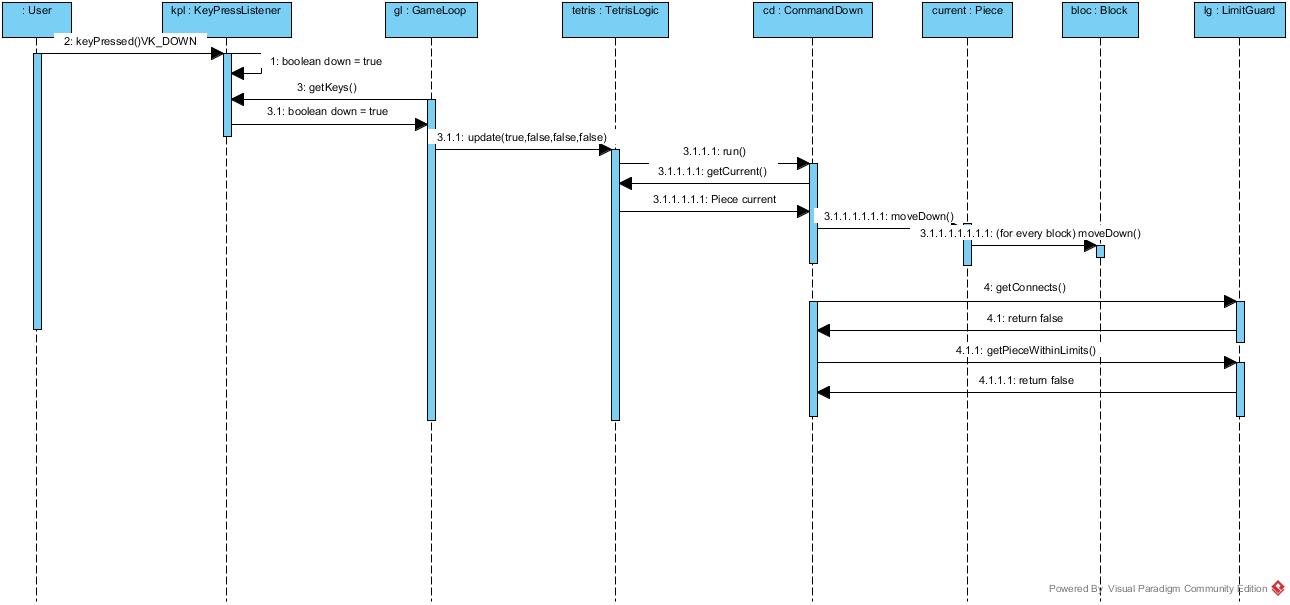 : User
kpl : KeyPressListener
gl : GameLoop
tetris : TetrisLogic
cd : CommandDown
current : Piece
bloc : Block
lg : LimitGuard
2: keyPressed()VK_DOWN
1: boolean down = true
3: getKeys()
3.1: boolean down = true
3.1.1: update(true,false,false,false)
3.1.1.1: run()
3.1.1.1.1: getCurrent()
3.1.1.1.1.1: Piece current
3.1.1.1.1.1.1: moveDown()
3.1.1.1.1.1.1.1: (for every block) moveDown()
4: getConnects()
4.1: return false
4.1.1: getPieceWithinLimits()
4.1.1.1: return false
Powered By Visual Paradigm Community Edition